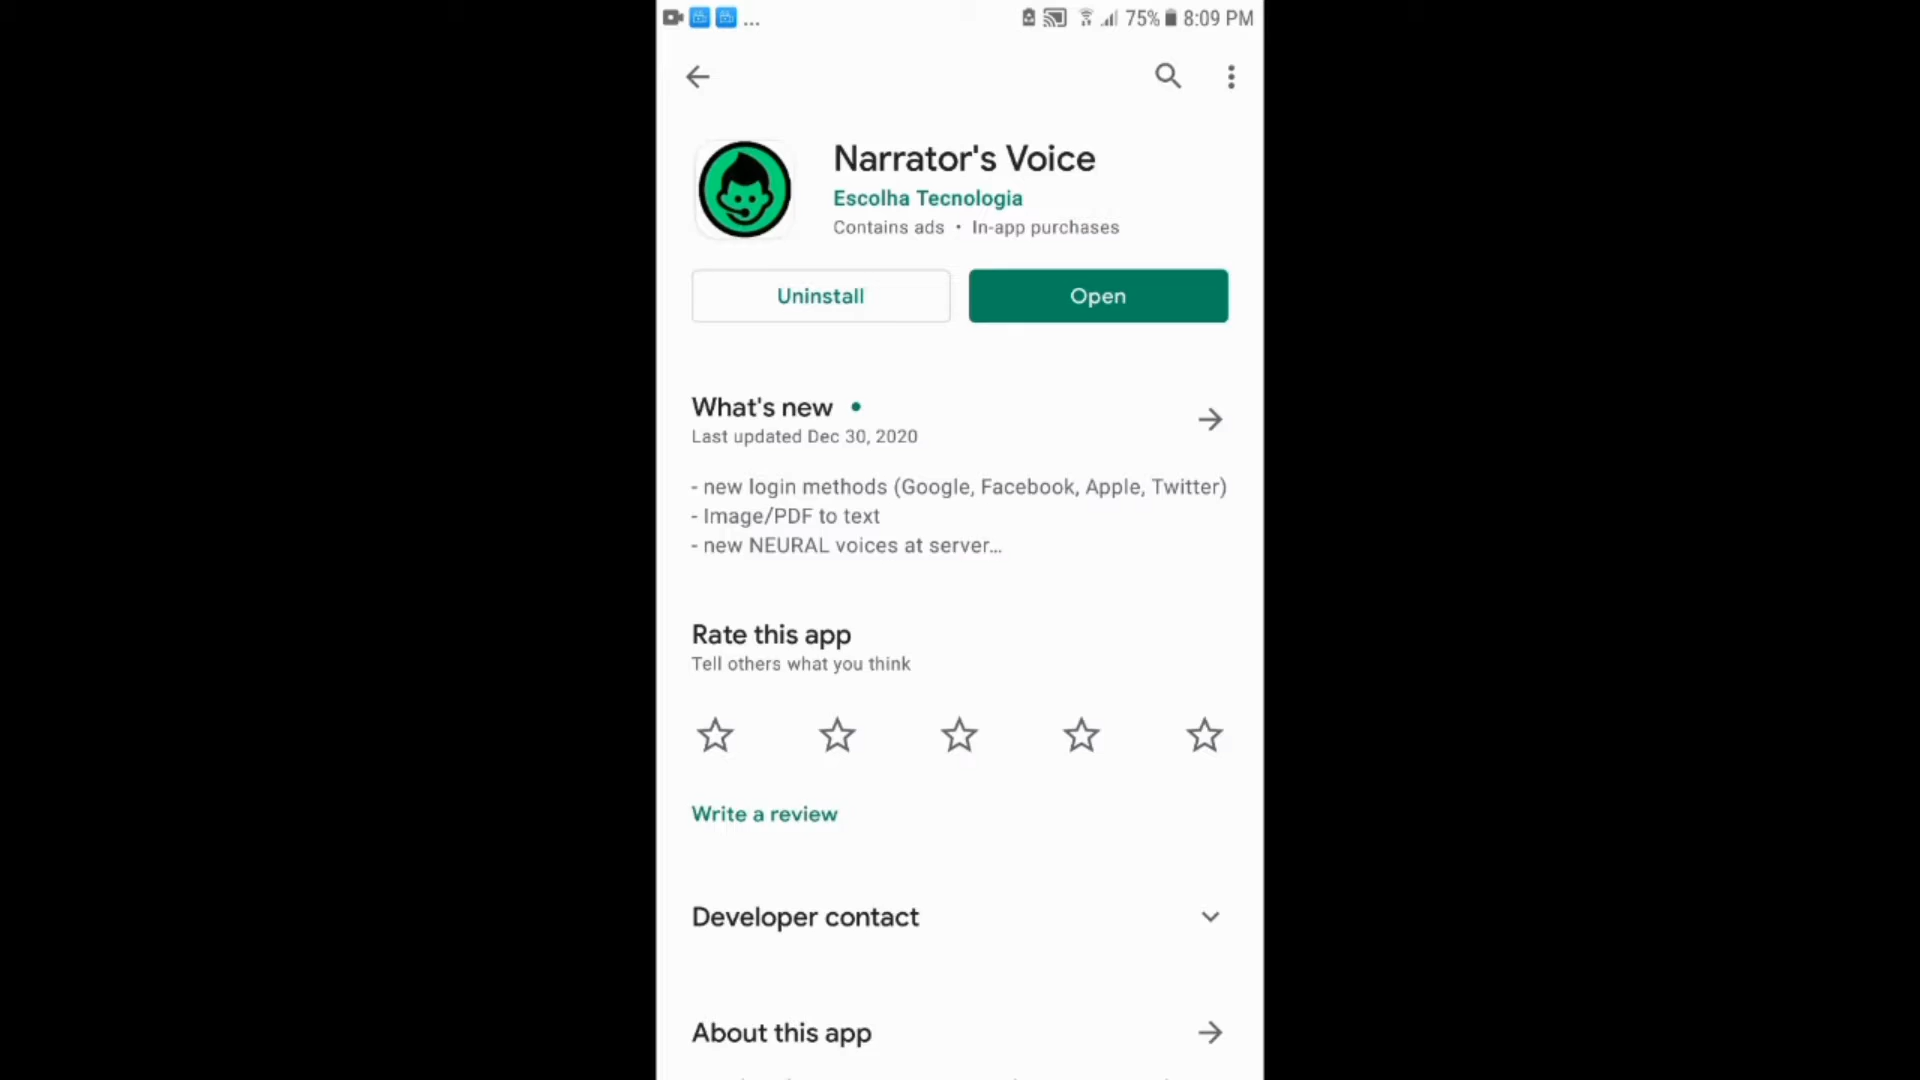 ... 75% 8:09 PM
Narrator's Voice
Escolha Tecnologia
Contains ads • In-app purchases
Uninstall Open
What's new •
Last updated Dec 30, 2020
- new login methods (Google, Facebook, Apple, Twitter)
- Image/PDF to text
- new NEURAL voices at server...
Rate this app
Tell others what you think
Write a review
Developer contact
About this app